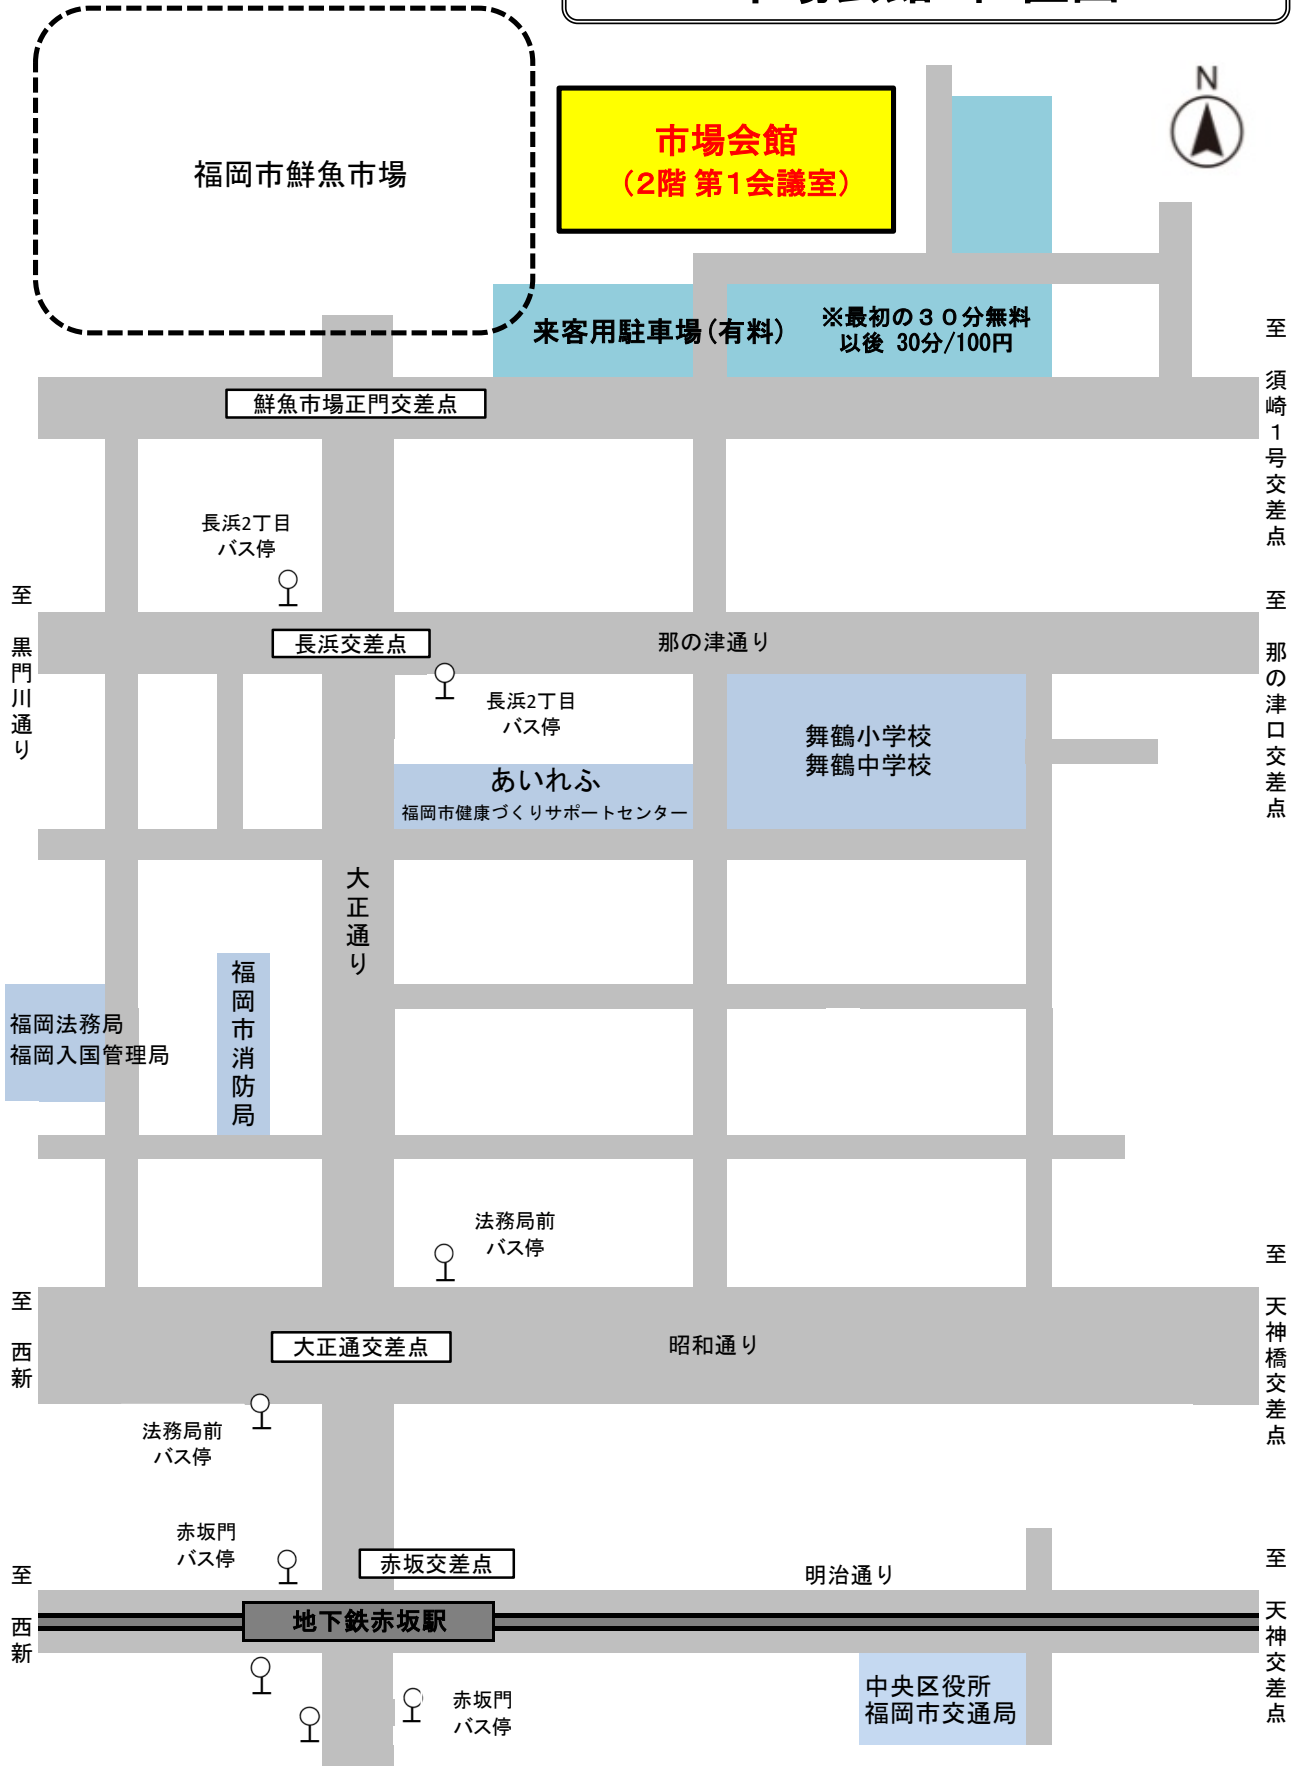 N
福岡市鮮魚市場
市場会館
（2階 第1会議室）
来客用駐車場(有料)
※最初の３０分無料
以後 30分/100円
至 須崎１号交差点
鮮魚市場正門交差点
長浜2丁目
バス停
至 黒門川通り
長浜交差点
那の津通り
至 那の津口交差点
長浜2丁目
バス停
舞鶴小学校
舞鶴中学校
あいれふ
福岡市健康づくりサポートセンター
大正通り
福岡市消防局
福岡法務局
福岡入国管理局
法務局前
バス停
至 西新
大正通交差点
昭和通り
至 天神橋交差点
法務局前
バス停
赤坂門
バス停
赤坂交差点
明治通り
至 西新
地下鉄赤坂駅
至 天神交差点
赤坂門
バス停
中央区役所
福岡市交通局